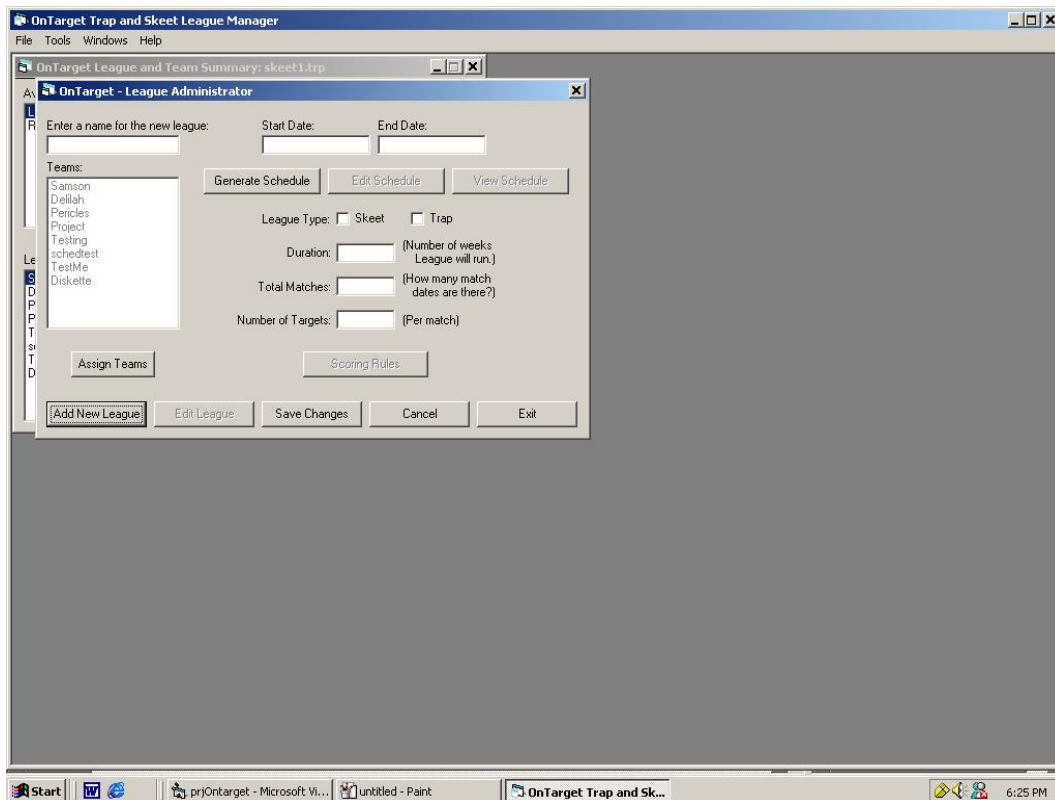 OnTarget Trap and Skeet League Manager
File Tools Windows Help
OnTarget League and Team Summary: skeet1.trp
OnTarget - League Administrator
Enter a name for the new league:
Start Date:
End Date:
Teams:
Samson
Delilah
Pericles
Project
Testing
schedtest
TestMe
Diskette
Generate Schedule
Edit Schedule
View Schedule
League Type: Skeet Trap
Duration:
(Number of weeks
League will run.)
Total Matches:
(How many match
dates are there?)
Number of Targets:
(Per match)
Assign Teams
Scoring Rules
Add New League
Edit League
Save Changes
Cancel
Exit
Start
prjOntarget - Microsoft Vi...
untitled - Paint
OnTarget Trap and Sk...
6:25 PM